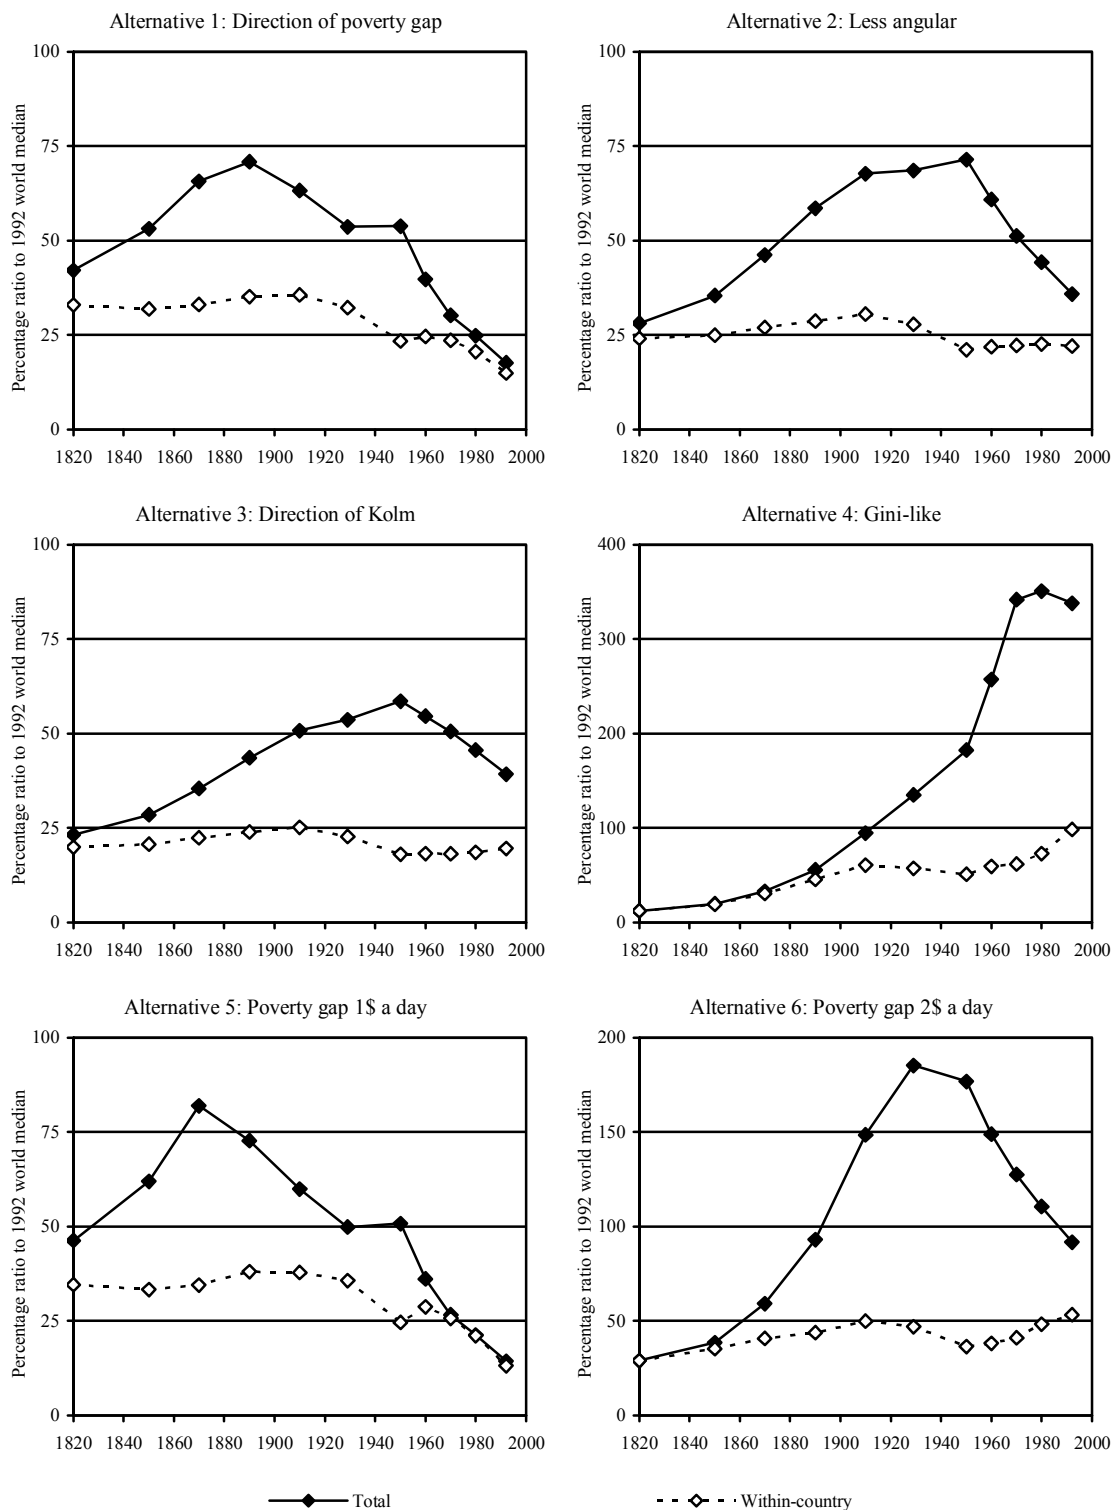 Alternative 1: Direction of poverty gap
Percentage ratio to 1992 world median
100
75
50
25
0
1820 1840 1860 1880 1900 1920 1940 1960 1980 2000
Alternative 2: Less angular
Percentage ratio to 1992 world median
100
75
50
25
0
1820 1840 1860 1880 1900 1920 1940 1960 1980 2000
Alternative 3: Direction of Kolm
Percentage ratio to 1992 world median
100
75
50
25
0
1820 1840 1860 1880 1900 1920 1940 1960 1980 2000
Alternative 4: Gini-like
Percentage ratio to 1992 world median
400
300
200
100
0
1820 1840 1860 1880 1900 1920 1940 1960 1980 2000
Alternative 5: Poverty gap 1$ a day
Percentage ratio to 1992 world median
100
75
50
25
0
1820 1840 1860 1880 1900 1920 1940 1960 1980 2000
Alternative 6: Poverty gap 2$ a day
Percentage ratio to 1992 world median
200
150
100
50
0
1820 1840 1860 1880 1900 1920 1940 1960 1980 2000
Total
Within-country